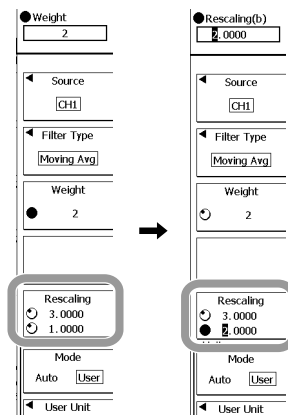 Weight
2
Source
CH1
Filter Type
Moving Avg
Weight
2
Rescaling
3.0000
1.0000
Mode
Auto User
User Unit
Rescaling(b)
2.0000
Source
CH1
Filter Type
Moving Avg
Weight
2
Rescaling
3.0000
2.0000
Mode
Auto User
User Unit